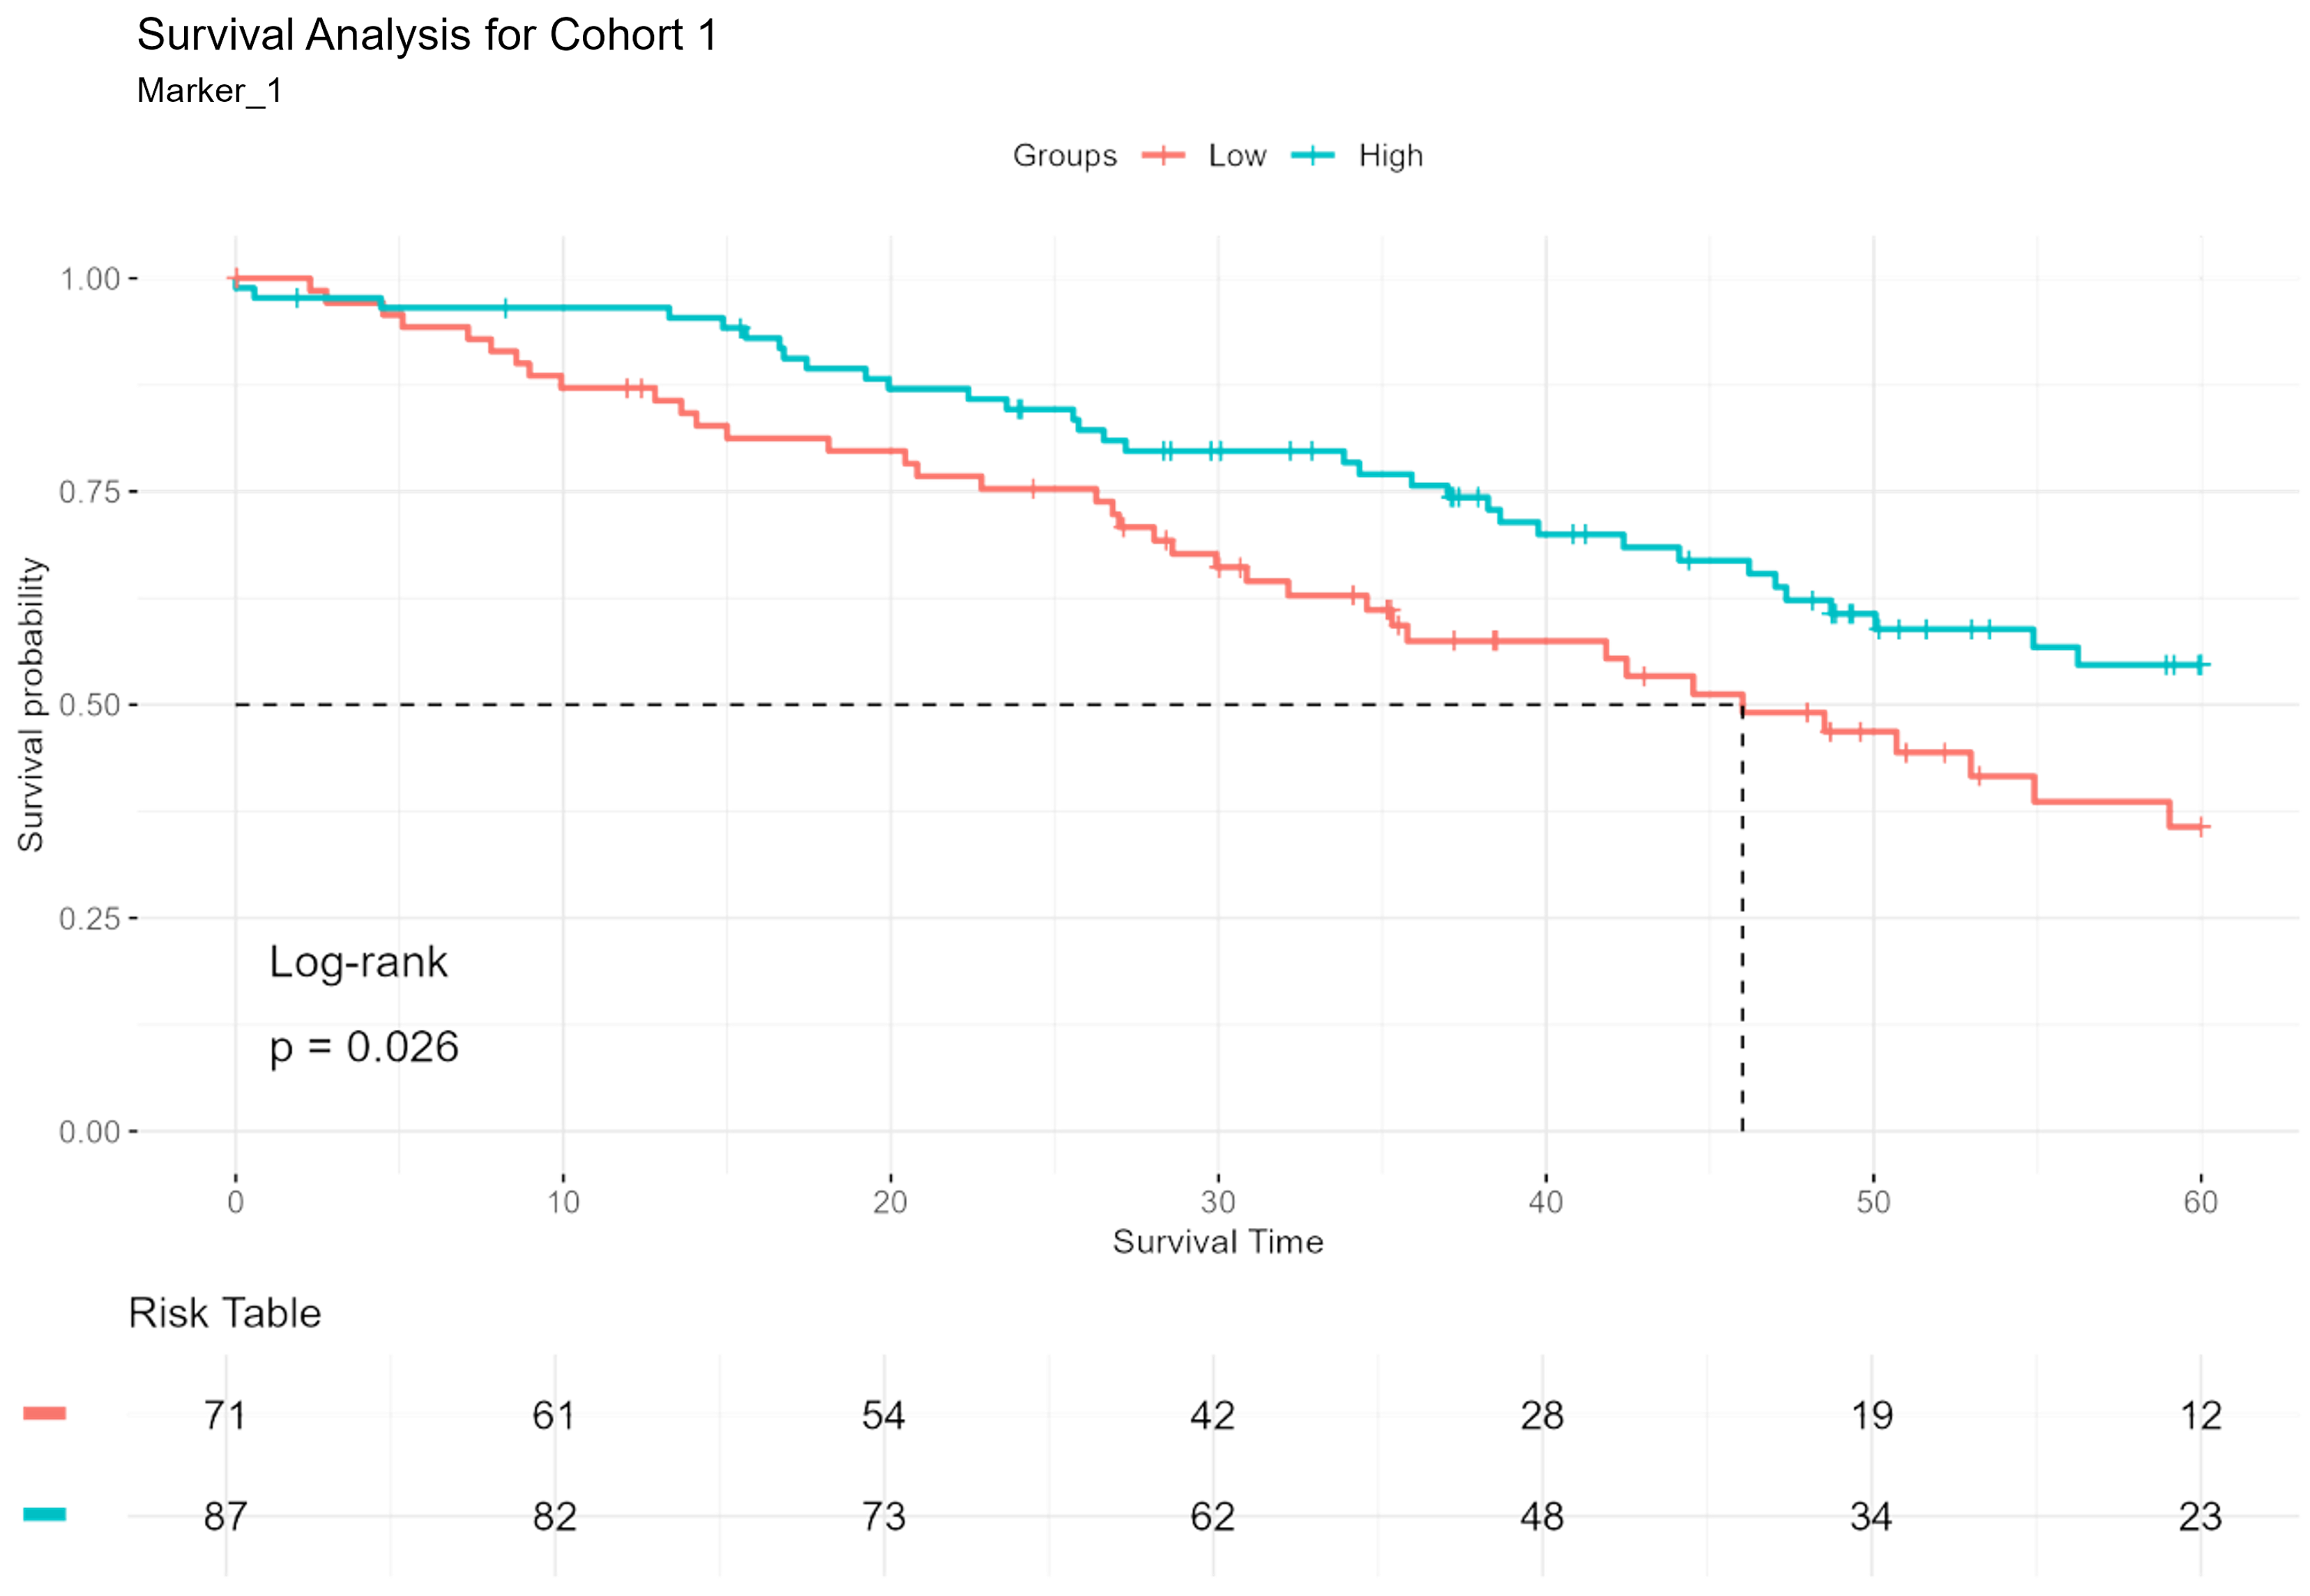 Survival Analysis for Cohort 1
Marker_1
Groups Low High
Survival probability
1.00
0.75
0.50
0.25
0.00
Log-rank
p = 0.026
0 10 20 30 40 50 60
Survival Time
Risk Table
71 61 54 42 28 19 12
87 82 73 62 48 34 23